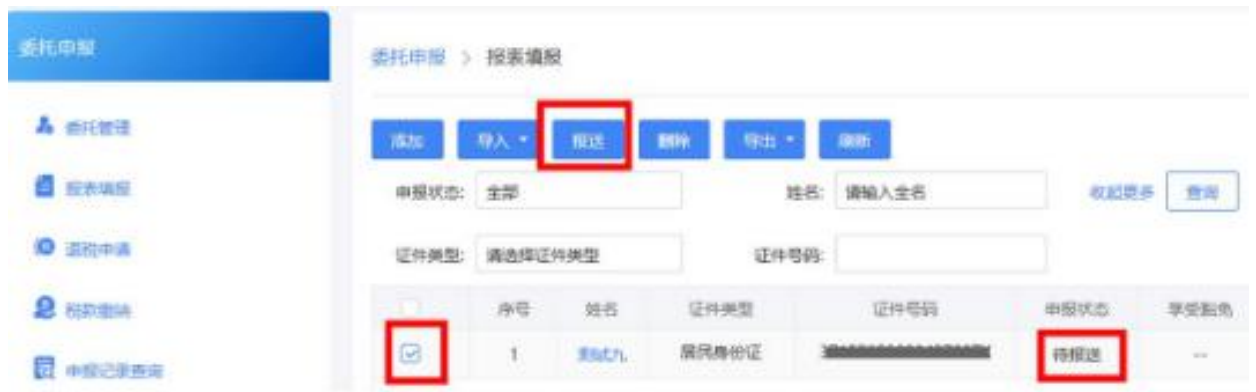 委托申报
委托申报 > 报表填报
委托管理
添加 导入 报送 删除 导出 刷新
报表填报
申报状态: 全部 姓名: 请输入全名 收起更多 查询
退税申请
证件类型: 请选择证件类型 证件号码:
税款缴纳
序号 姓名 证件类型 证件号码 申报状态 享受豁免
1 测试九 居民身份证 待报送 --
申报记录查询